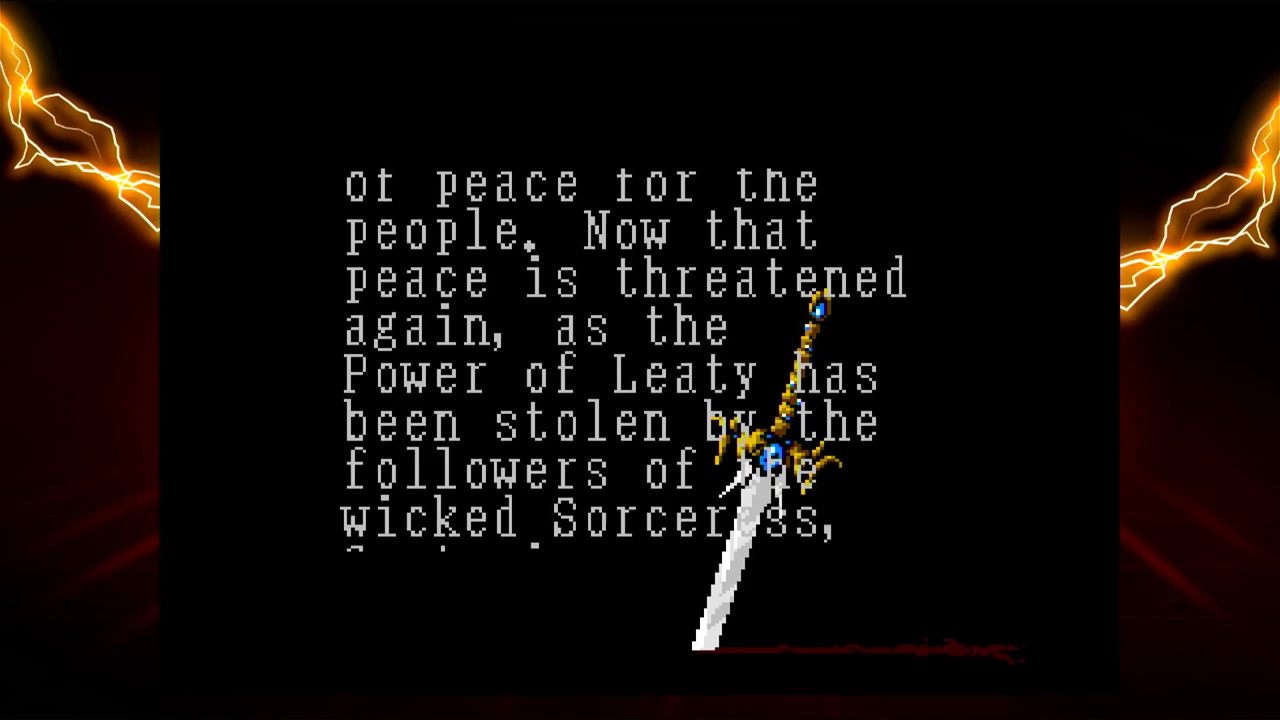 of peace for the
people. Now that
peace is threatened
again, as the
Power of Leaty has
been stolen by the
followers of the
wicked Sorceress,